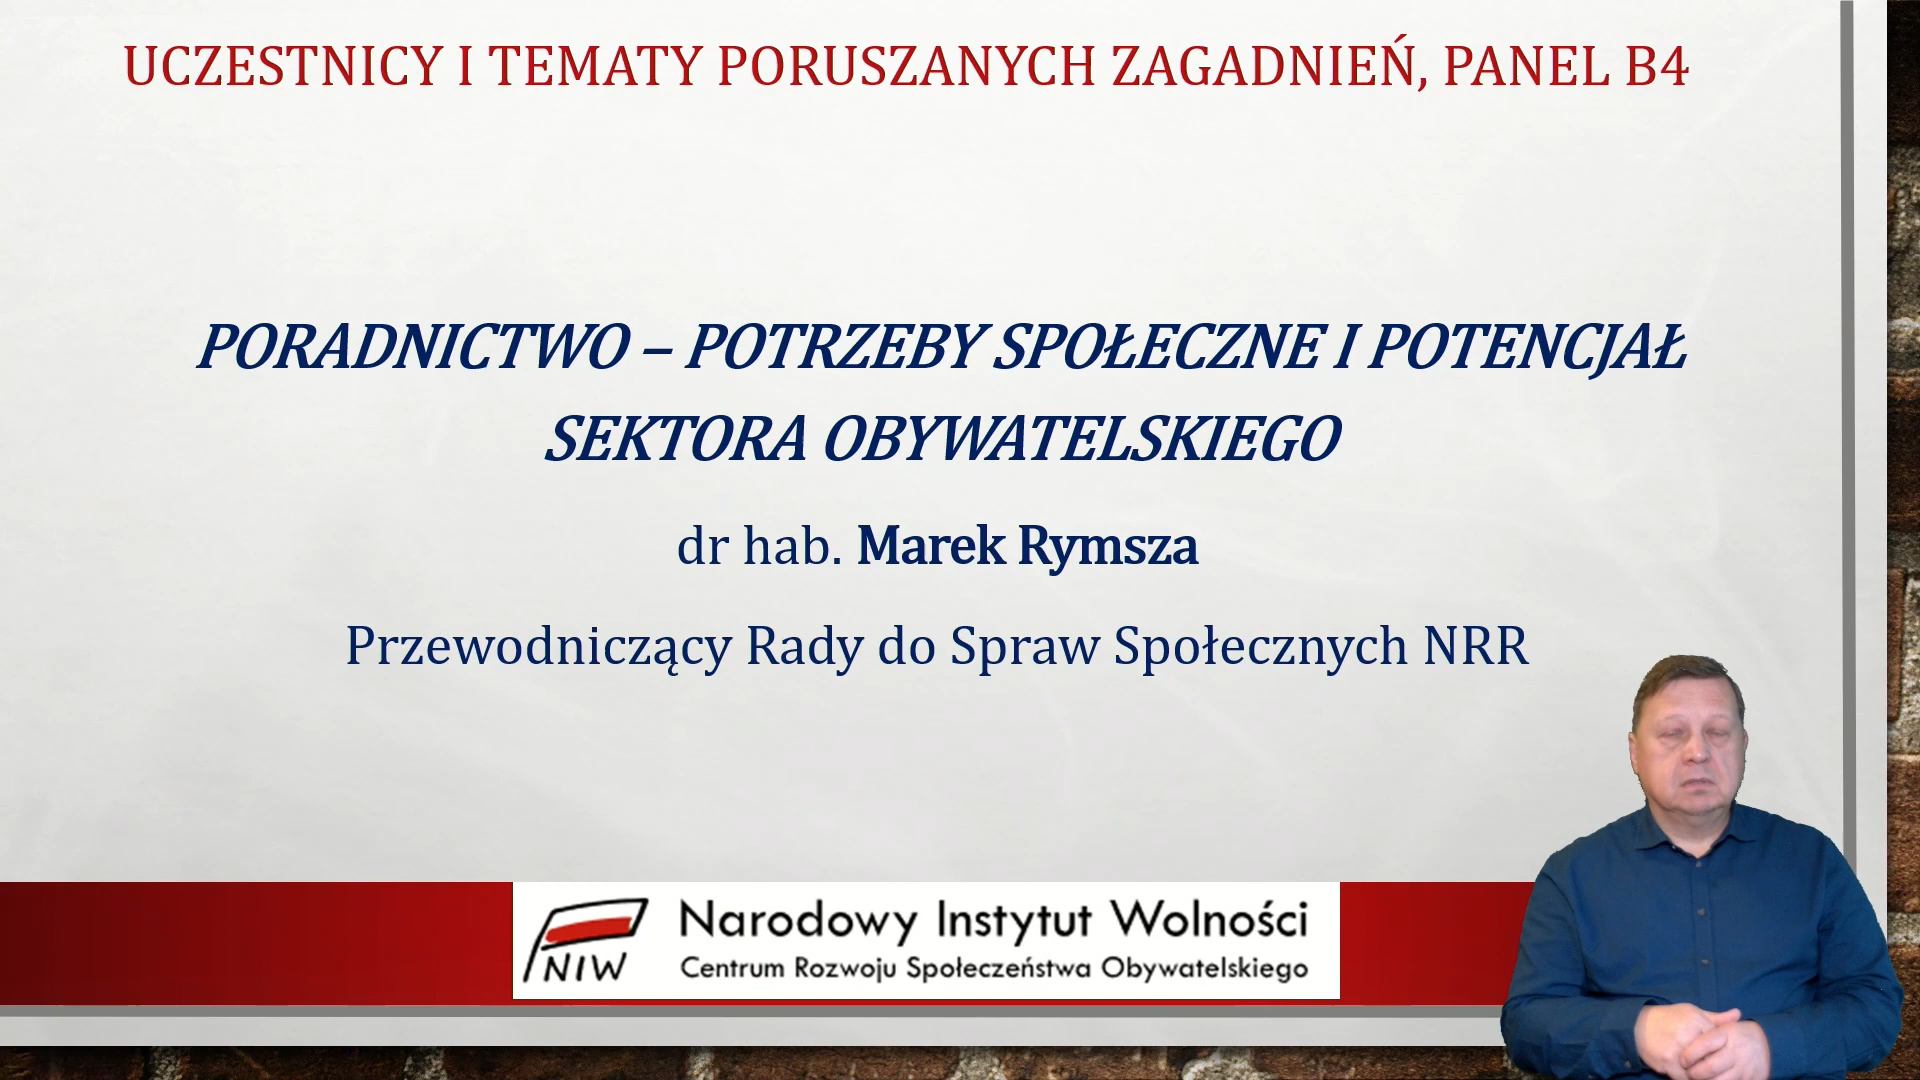 UCZESTNICY I TEMATY PORUSZANYCH ZAGADNIEŃ, PANEL B4
PORADNICTWO – POTRZEBY SPOŁECZNE I POTENCJAŁ
SEKTORA OBYWATELSKIEGO
dr hab. Marek Rymsza
Przewodniczący Rady do Spraw Społecznych NRR
NIW
Narodowy Instytut Wolności
Centrum Rozwoju Społeczeństwa Obywatelskiego